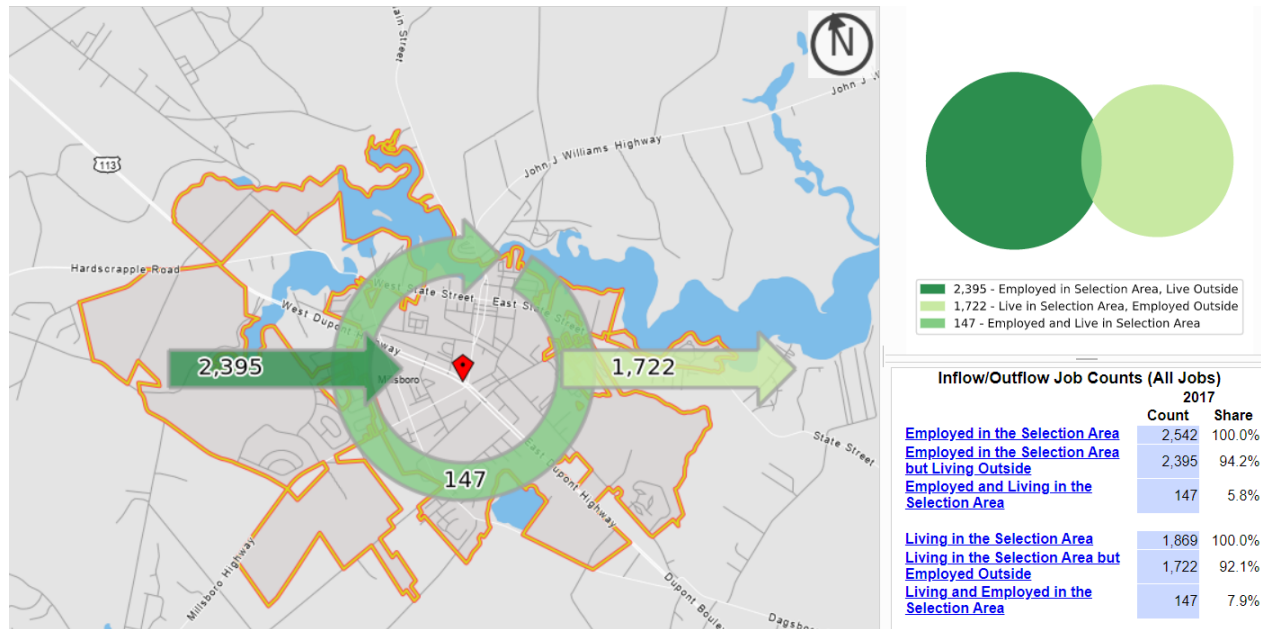 ain Street
N
John J W
113
John J Williams Highway
Hardscrapple Road
West State Street
East State Street
West Dupont Highway
2,395
1,722
Millsboro
State Street
147
East Dupont Highway
Millsboro Highway
Dupont Boule
Dagsbo
2,395 - Employed in Selection Area, Live Outside
1,722 - Live in Selection Area, Employed Outside
147 - Employed and Live in Selection Area
Inflow/Outflow Job Counts (All Jobs)
2017
Count Share
Employed in the Selection Area 2,542 100.0%
Employed in the Selection Area
but Living Outside 2,395 94.2%
Employed and Living in the
Selection Area 147 5.8%
Living in the Selection Area 1,869 100.0%
Living in the Selection Area but
Employed Outside 1,722 92.1%
Living and Employed in the
Selection Area 147 7.9%